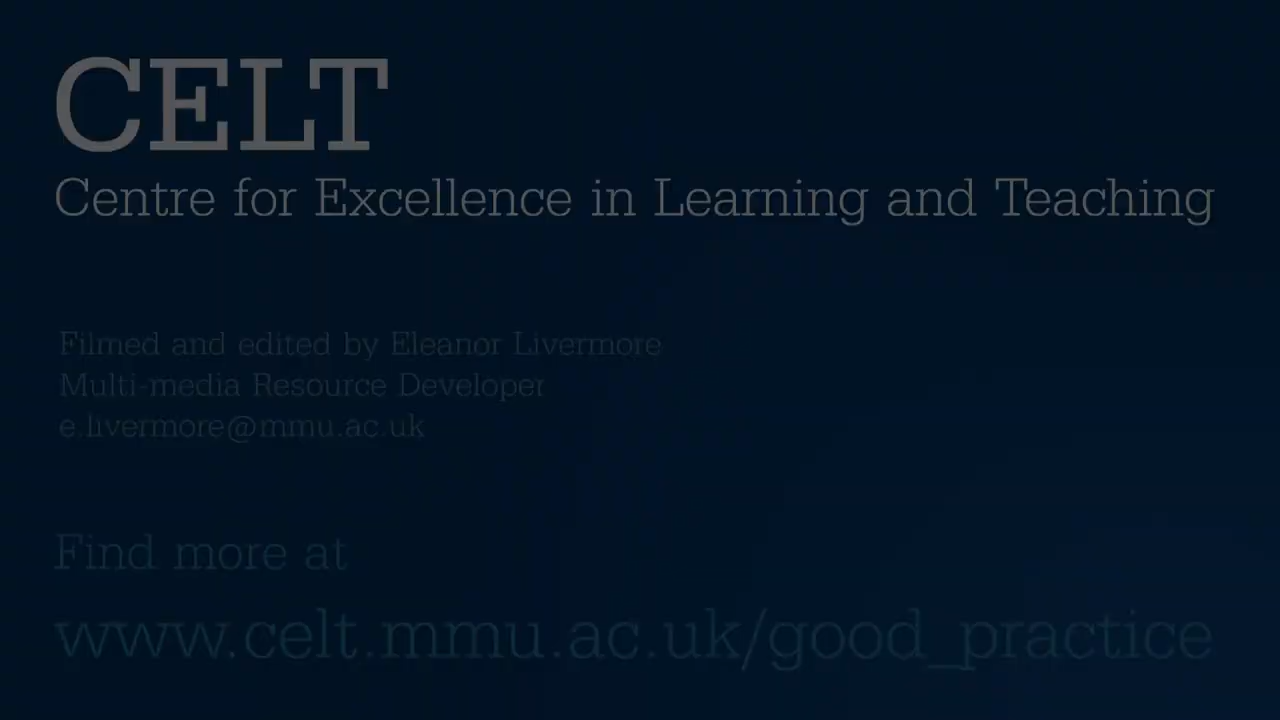 CELT
Centre for Excellence in Learning and Teaching
Filmed and edited by Eleanor Livermore
Multi-media Resource Developer
e.livermore@mmu.ac.uk
Find more at
www.celt.mmu.ac.uk/good_practice